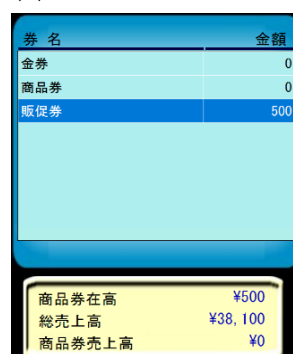 券 名 金額
金券 0
商品券 0
販促券 500
商品券在高 ¥500
総売上高 ¥38,100
商品券売上高 ¥0